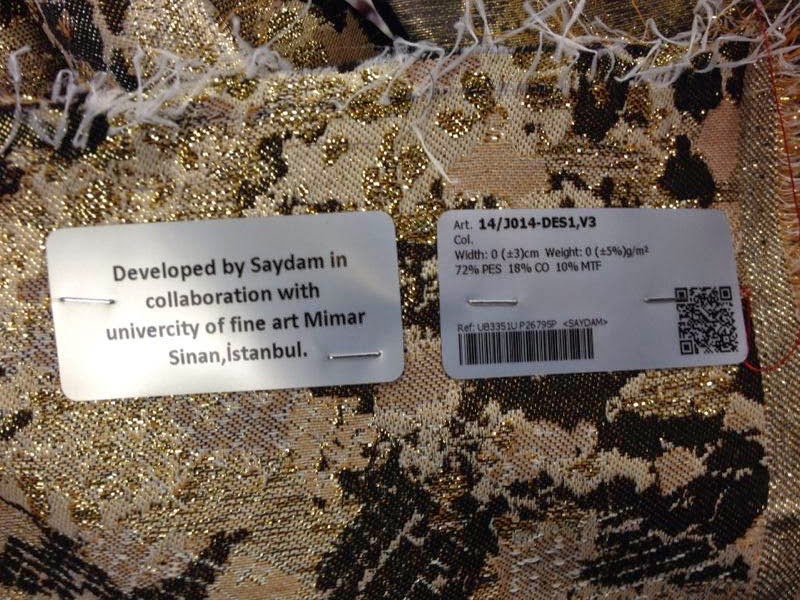 Developed by Saydam in
collaboration with
univercity of fine art Mimar
Sinan,İstanbul.
Art. 14/J014-DES1,V3
Col.
Width: 0 (±3)cm Weight: 0 (±5%)g/m²
72% PES 18% CO 10% MTF
Ref: UB3351U P26795P <SAYDAM>